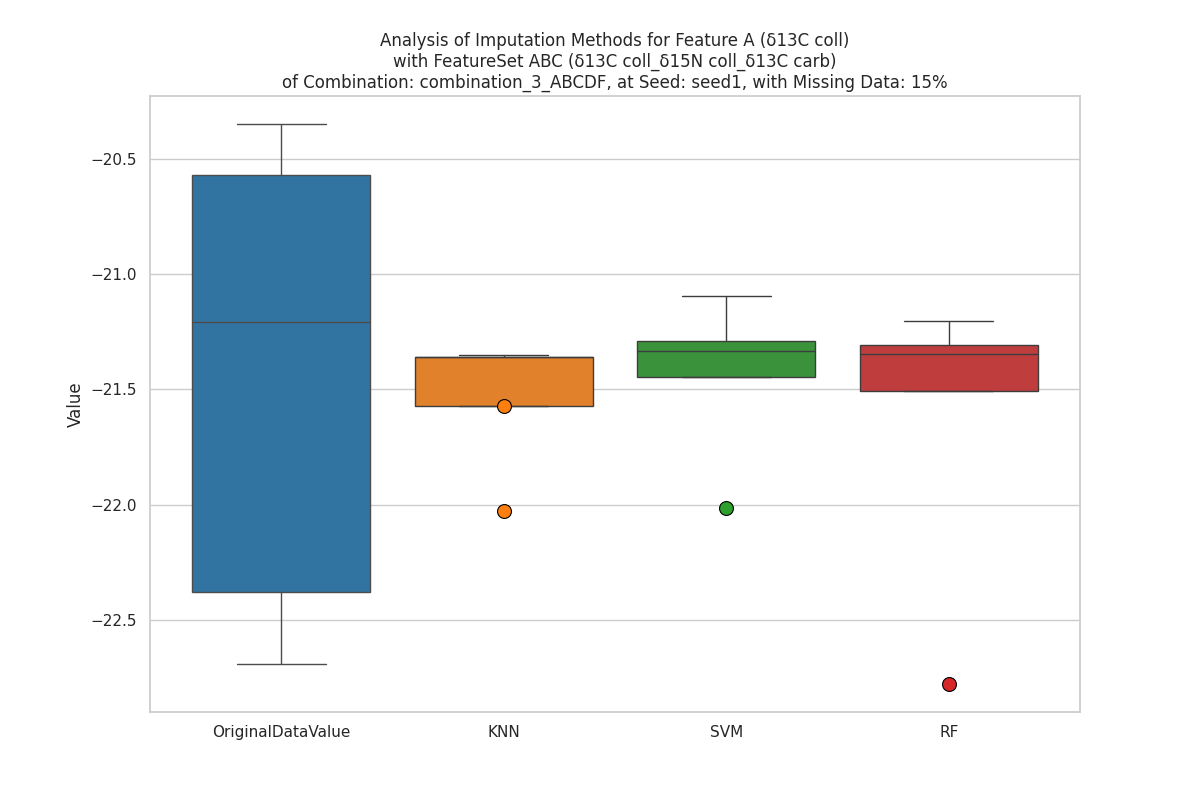 Analysis of Imputation Methods for Feature A (δ13C coll)
with FeatureSet ABC (δ13C coll_δ15N coll_δ13C carb)
of Combination: combination_3_ABCDF, at Seed: seed1, with Missing Data: 15%
−20.5
−21.0
−21.5
−22.0
−22.5
Value
OriginalDataValue
KNN
SVM
RF